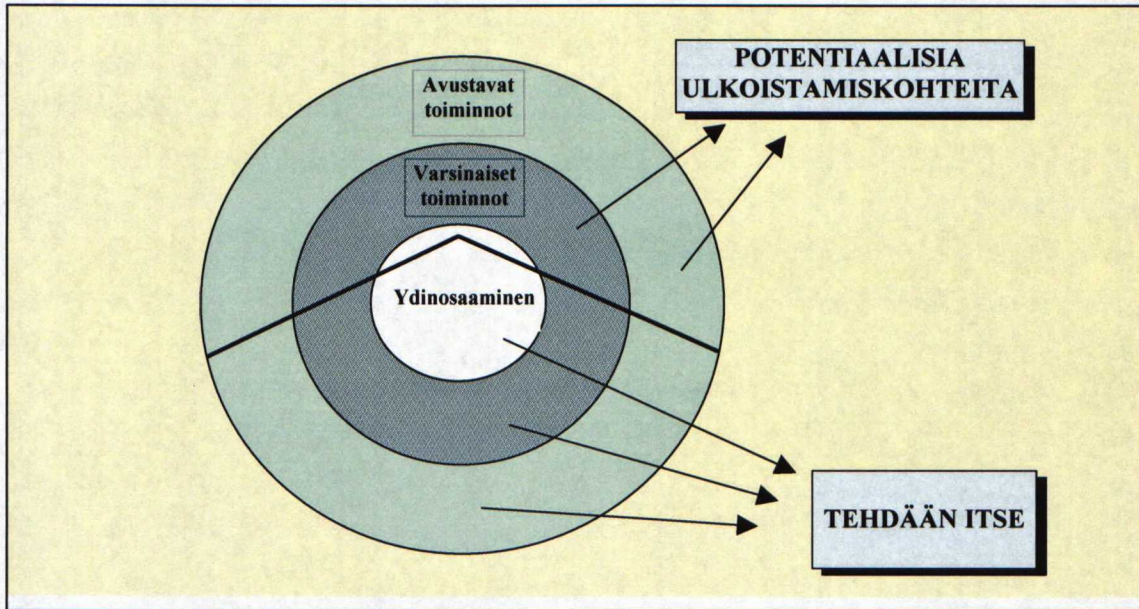 Avustavat
toiminnot
POTENTIAALISIA
ULKOISTAMISKOHTEITA
Varsinaiset
toiminnot
Ydinosaaminen
TEHDÄÄN ITSE